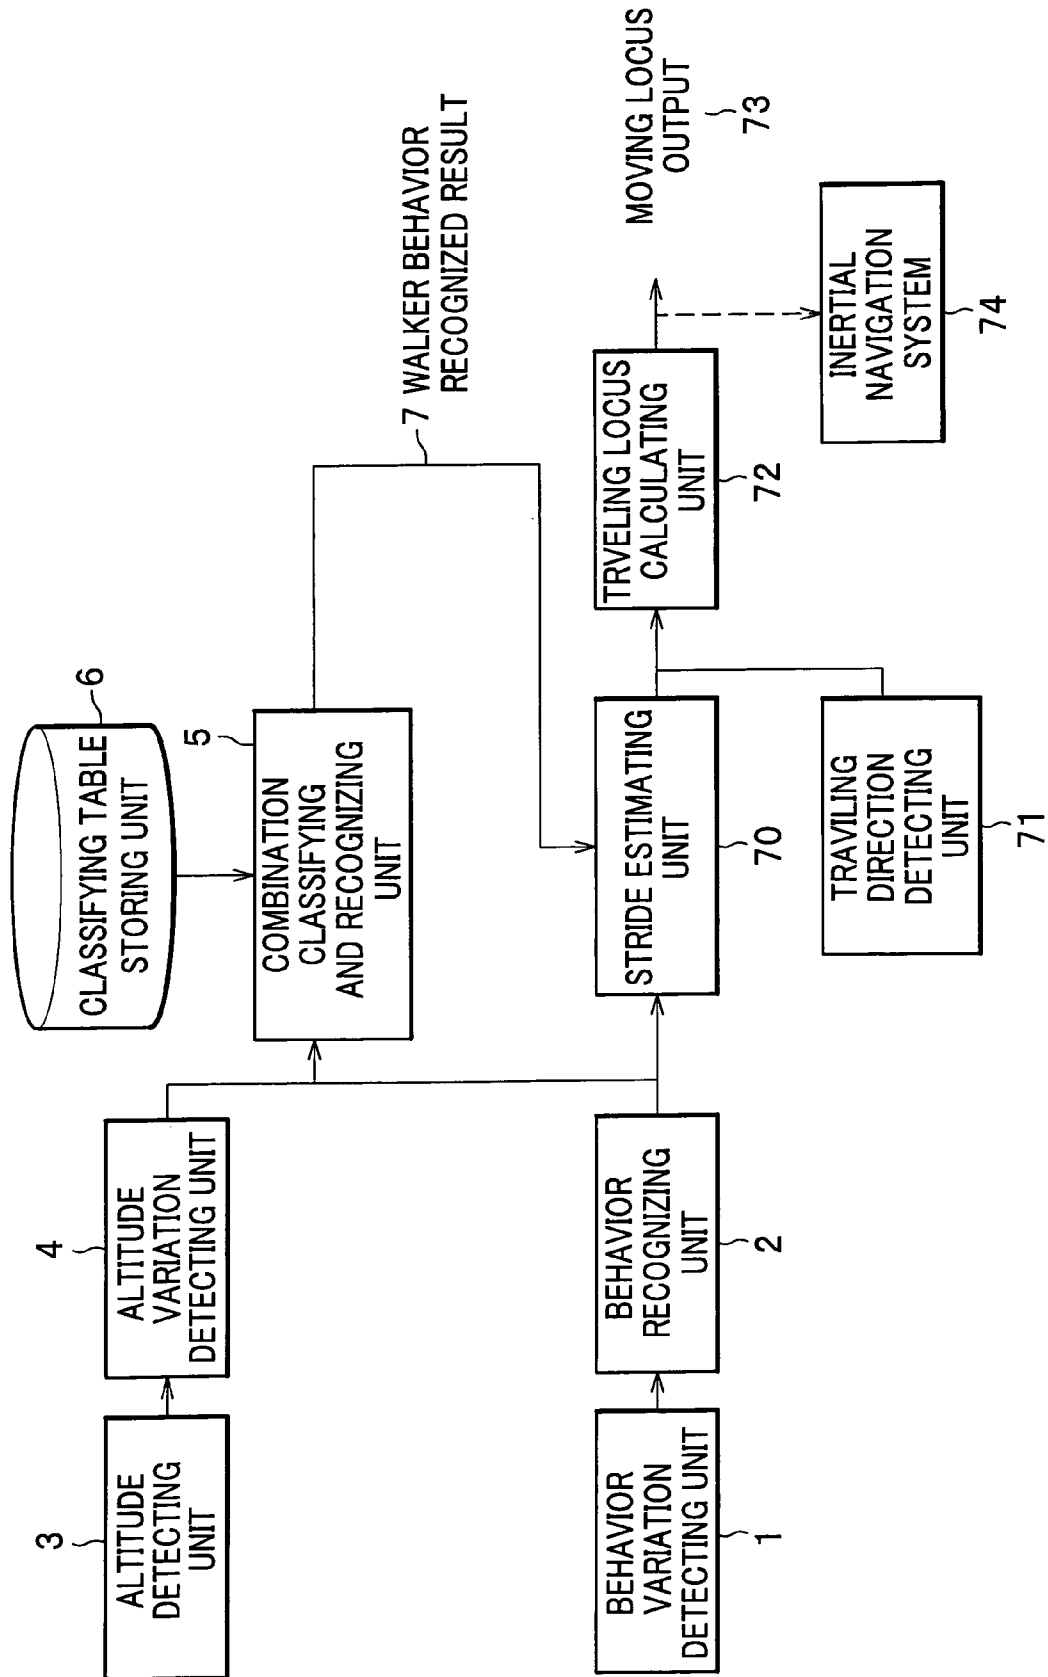 3
ALTITUDE
DETECTING
UNIT
4
ALTITUDE
VARIATION
DETECTING UNIT
CLASSIFYING TABLE
STORING UNIT
6
5
COMBINATION
CLASSIFYING
AND RECOGNIZING
UNIT
7 WALKER BEHAVIOR
RECOGNIZED RESULT
BEHAVIOR
VARIATION
DETECTING UNIT
1
BEHAVIOR
RECOGNIZING
UNIT
2
STRIDE ESTIMATING
UNIT
70
TRAVILING
DIRECTION
DETECTING
UNIT
71
TRVELING LOCUS
CALCULATING
UNIT
72
MOVING LOCUS
OUTPUT
73
INERTIAL
NAVIGATION
SYSTEM
74